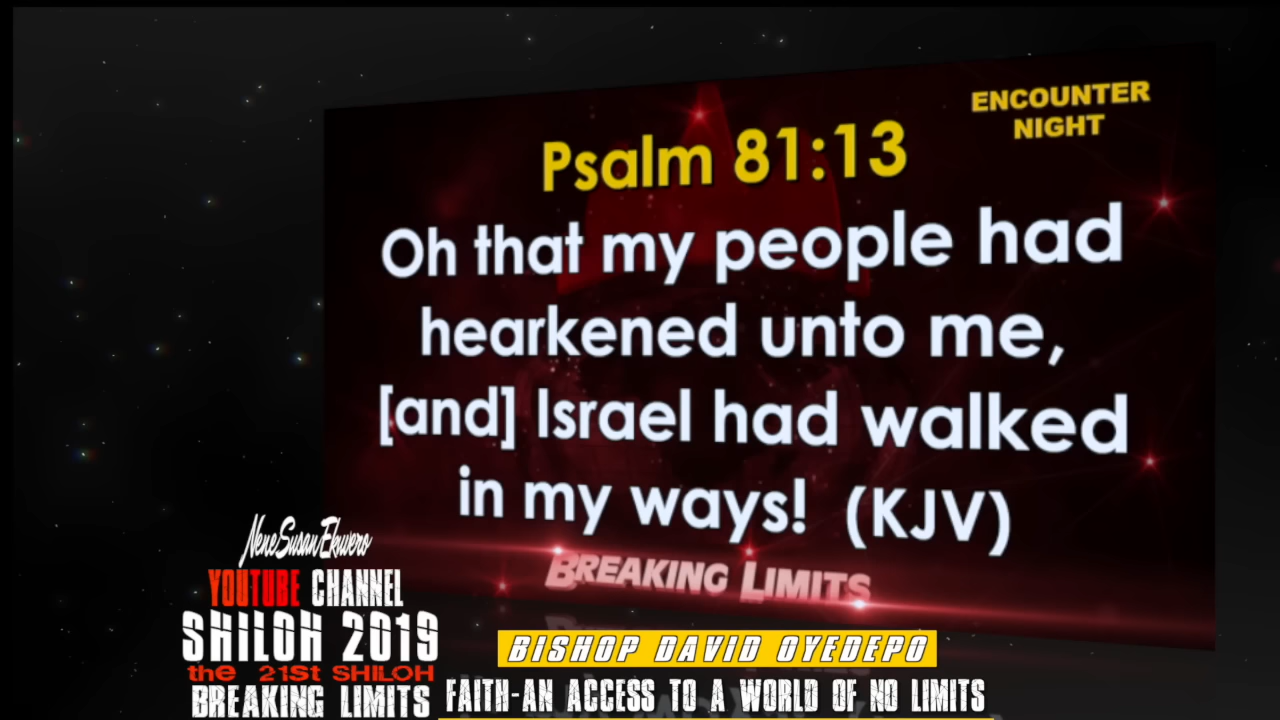 ENCOUNTER
NIGHT
Psalm 81:13
Oh that my people had
hearkened unto me,
[and] Israel had walked
in my ways! (KJV)
BREAKING LIMITS
NeneSusanEkwero
YOUTUBE CHANNEL
SHILOH 2019
the 21st SHILOH
BREAKING LIMITS
BISHOP DAVID OYEDEPO
FAITH-AN ACCESS TO A WORLD OF NO LIMITS